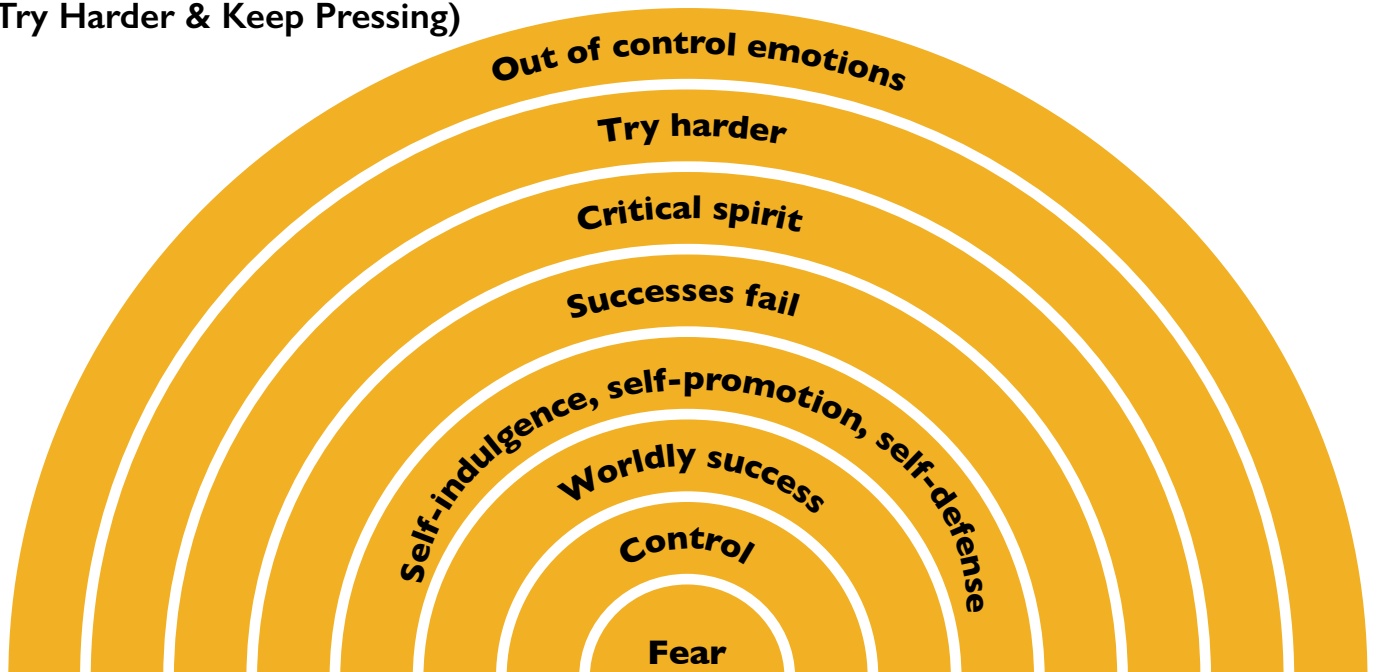 Try Harder & Keep Pressing)
Out of control emotions
Try harder
Critical spirit
Successes fail
Self-indulgence, self-promotion, self-defense
Worldly success
Control
Fear